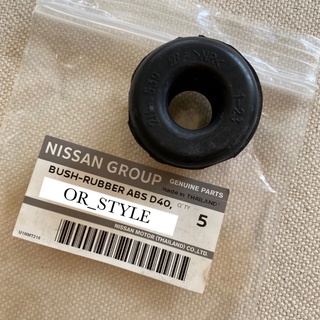 >NR<
NISSAN GROUP
GENUINE PARTS
made in THAILAND
BUSH-RUBBER ABS D40,
Q'TY
5
OR_STYLE
NISSAN MOTOR (THAILAND) CO.,LTD.